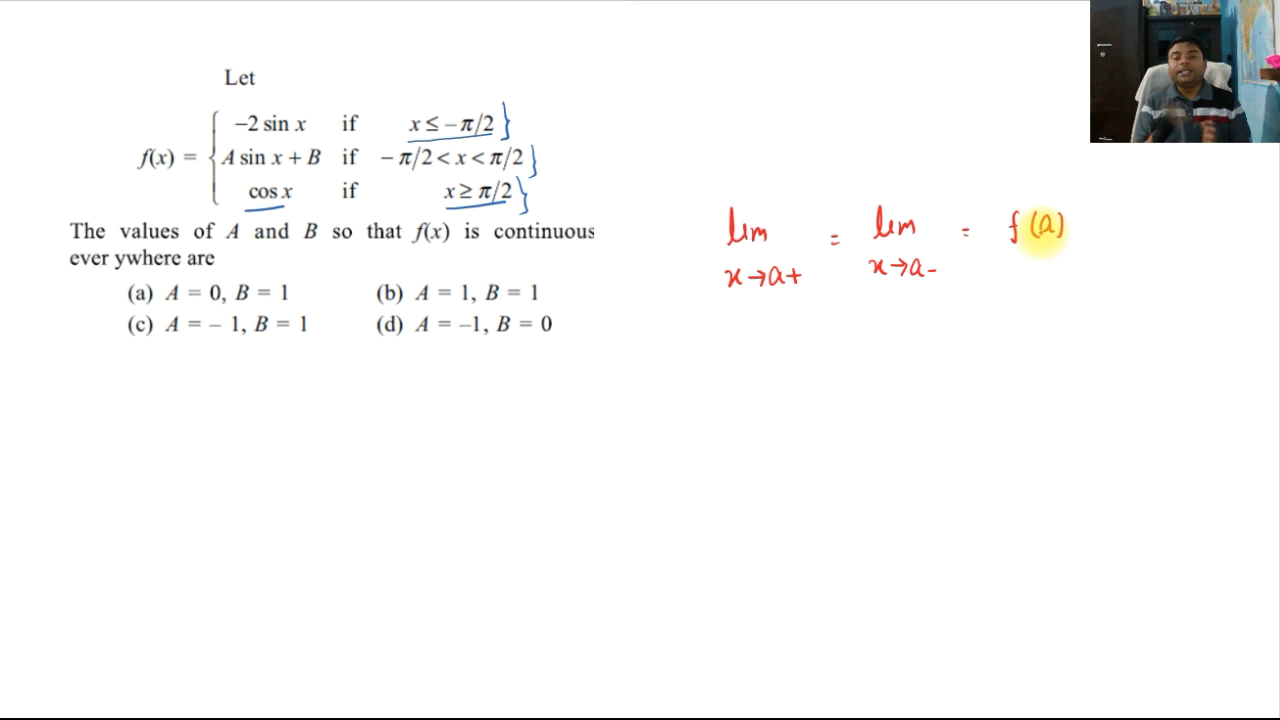 Let
f(x) = { −2 sin x if x ≤ −π/2 }
A sin x + B if − π/2 < x < π/2 }
cos x if x ≥ π/2 }
The values of A and B so that f(x) is continuous
ever ywhere are
(a) A = 0, B = 1 (b) A = 1, B = 1
(c) A = – 1, B = 1 (d) A = –1, B = 0
lim x→a+ = lim x→a- = f(a)